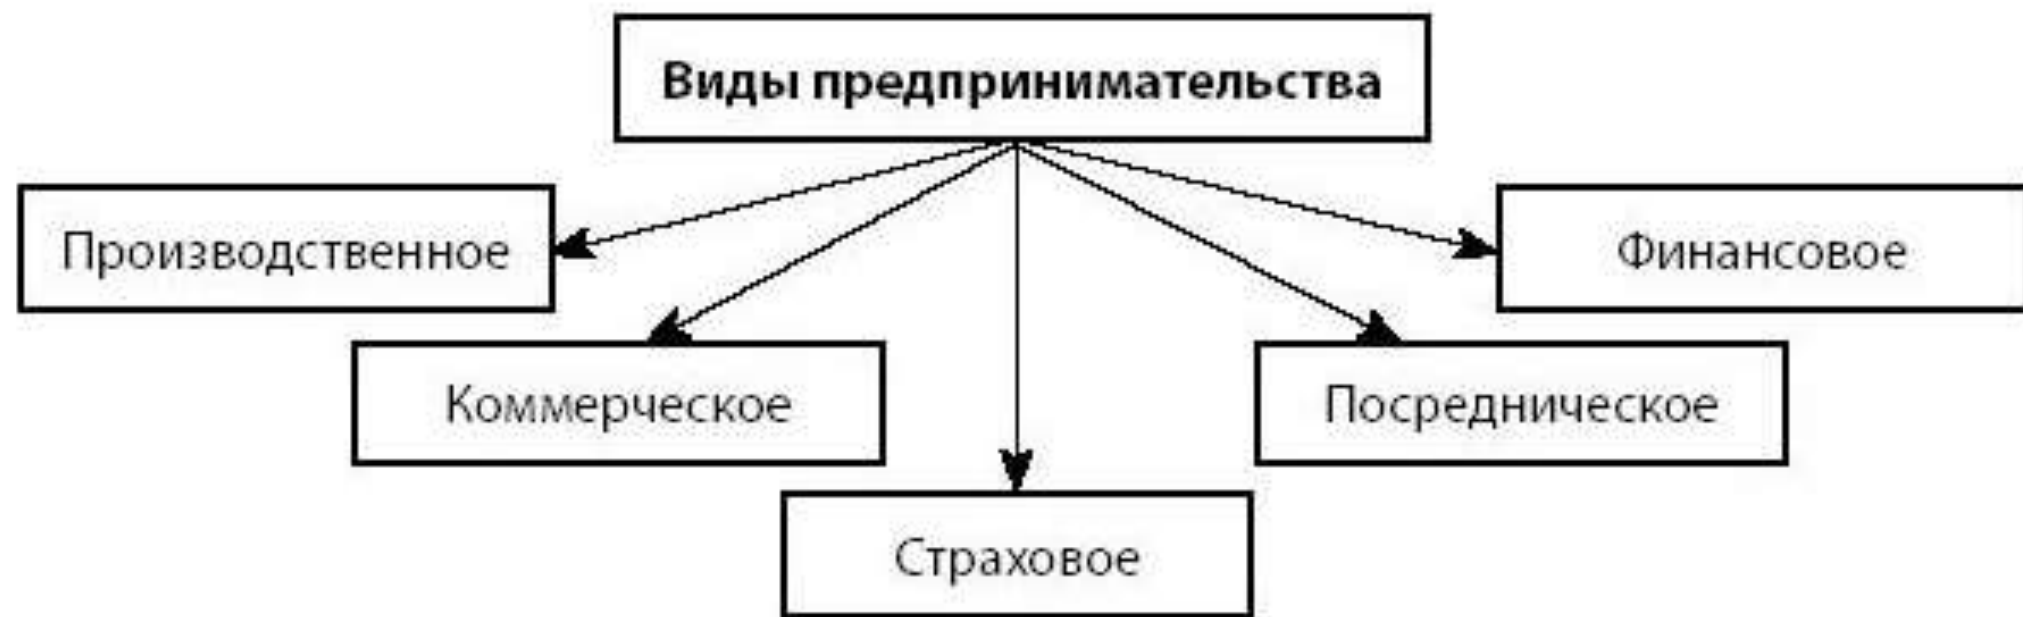 Виды предпринимательства
Производственное
Финансовое
Коммерческое
Посредническое
Страховое